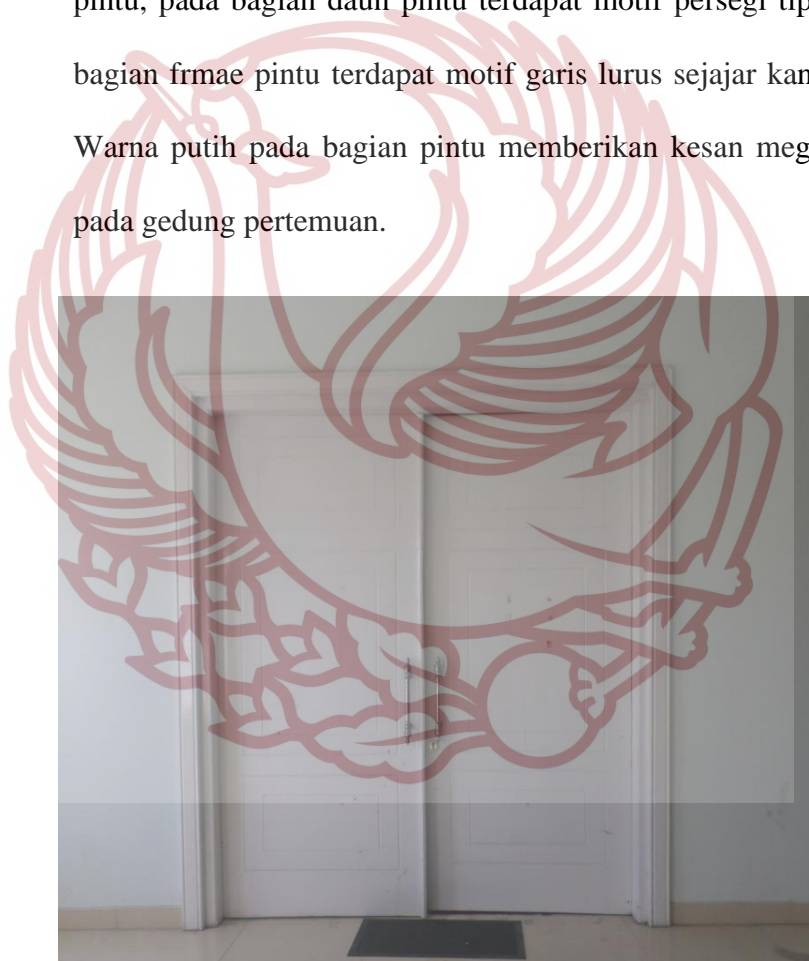 pintu, pada bagian daun pintu terdapat motif persegi
bagian frmae pintu terdapat motif garis lurus sejajar
Warna putih pada bagian pintu memberikan kesan
pada gedung pertemuan.